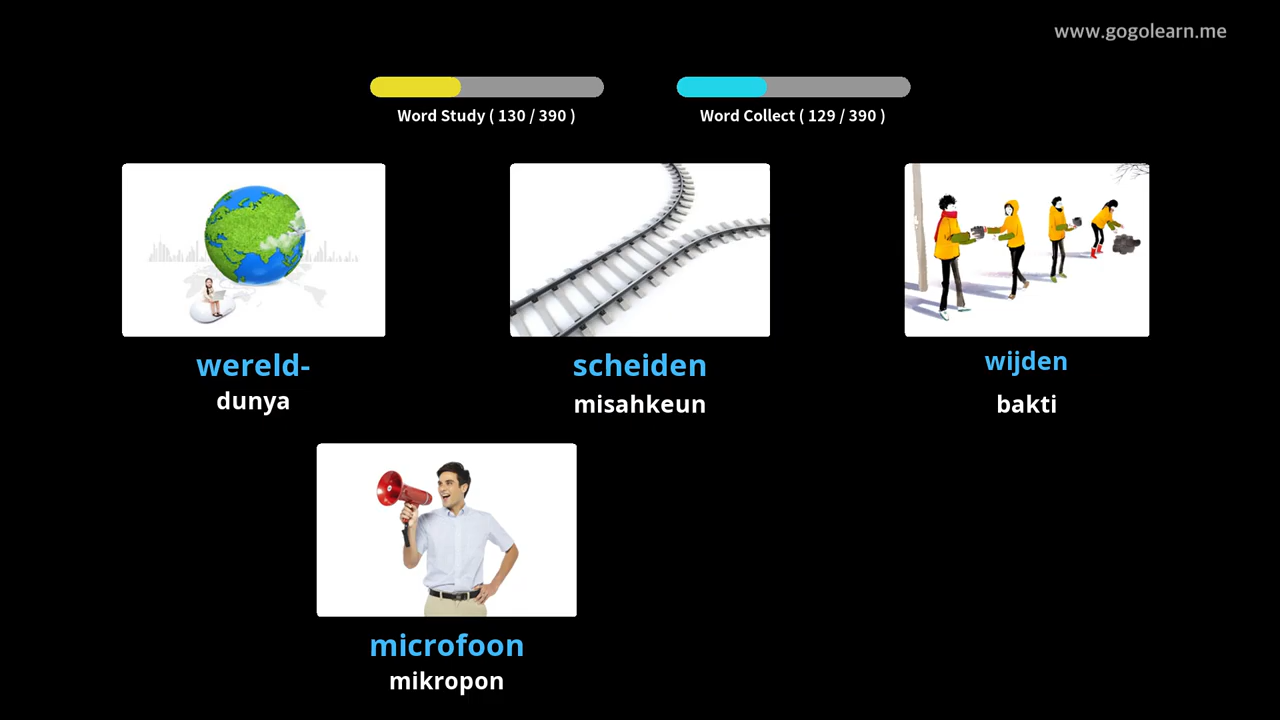 www.gogolearn.me
Word Study ( 130 / 390 )
Word Collect ( 129 / 390 )
wereld-
dunya
scheiden
misahkeun
wijden
bakti
microfoon
mikropon